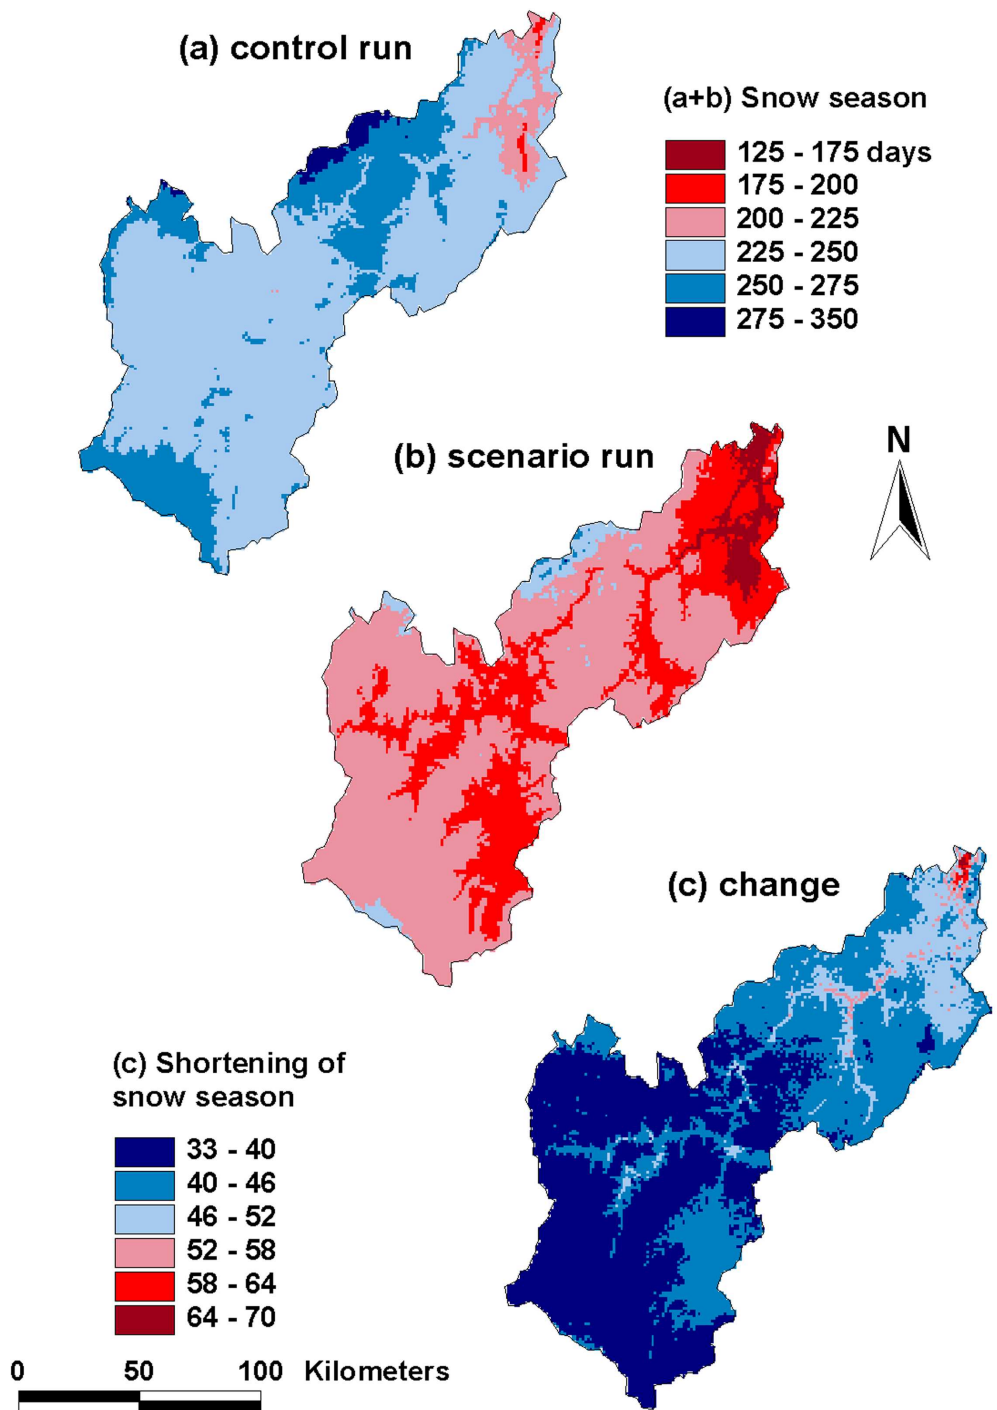 (a) control run
(a+b) Snow season
125 - 175 days
175 - 200
200 - 225
225 - 250
250 - 275
275 - 350
(b) scenario run
N
(c) change
(c) Shortening of
snow season
33 - 40
40 - 46
46 - 52
52 - 58
58 - 64
64 - 70
0 50 100 Kilometers